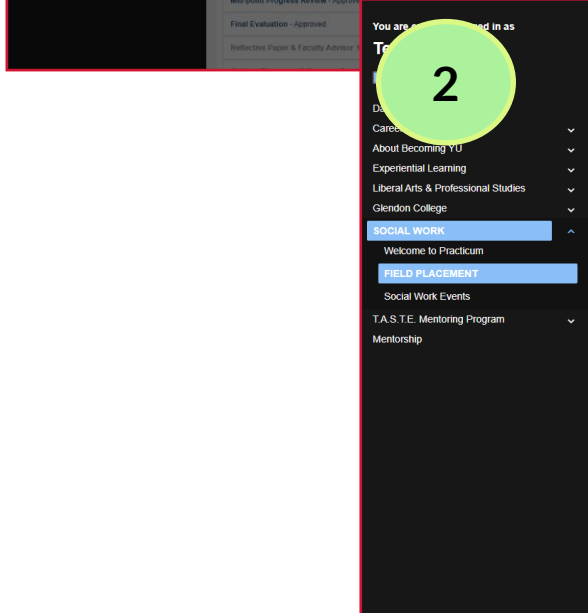 Mid-point Progress Review - Approve
Final Evaluation - Approved
Reflective Paper & Faculty Advisor
You are ed in as
2
Caree
About Becoming YU
Experiential Learning
Liberal Arts & Professional Studies
Glendon College
SOCIAL WORK
Welcome to Practicum
FIELD PLACEMENT
Social Work Events
T.A.S.T.E. Mentoring Program
Mentorship